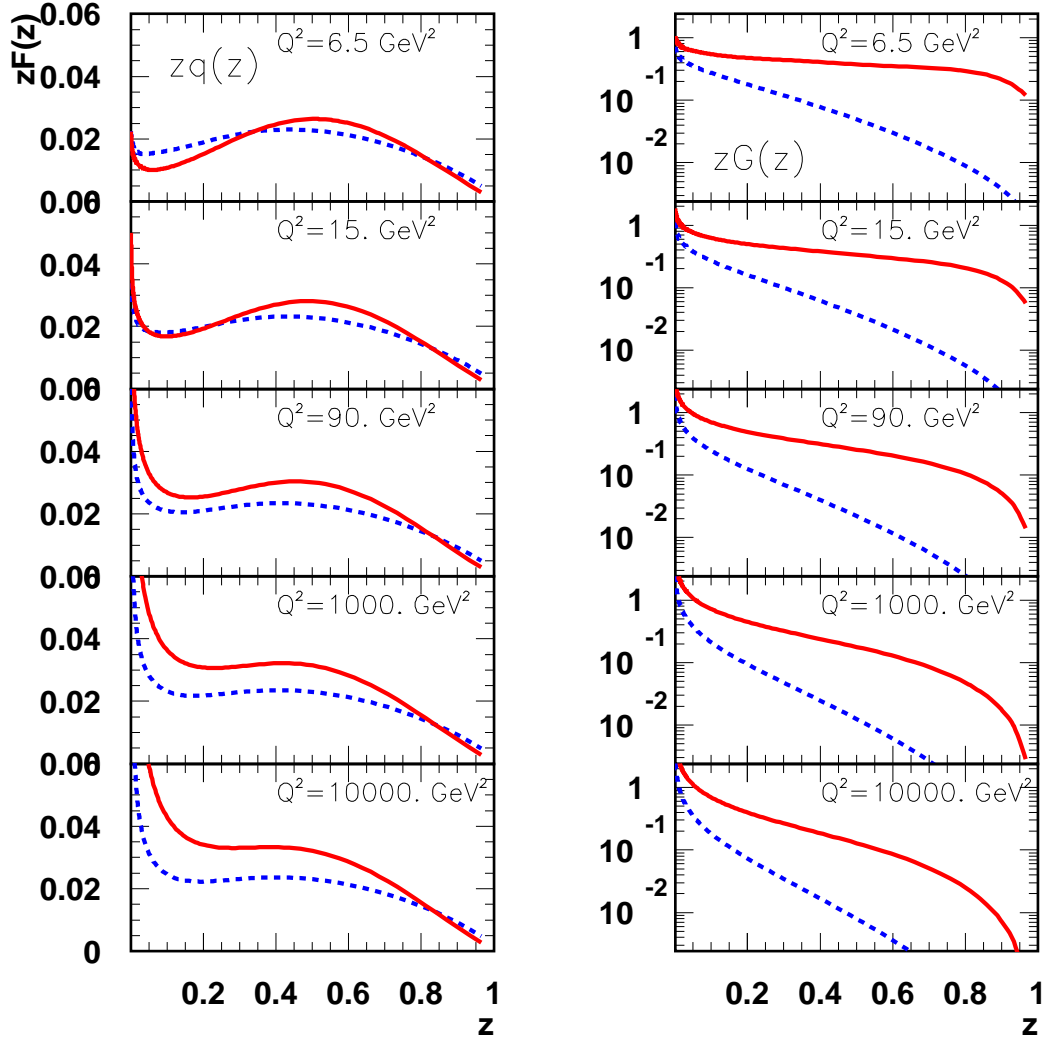 zF(z)
0.06
zq(z)
Q²=6.5 GeV²
0.04
0.02
0
0.06
Q²=15. GeV²
0.04
0.02
0
0.06
Q²=90. GeV²
0.04
0.02
0
0.06
Q²=1000. GeV²
0.04
0.02
0
0.06
Q²=10000. GeV²
0.04
0.02
0
0.2 0.4 0.6 0.8 1
z
Q²=6.5 GeV²
1
10⁻¹
10⁻²
zG(z)
Q²=15. GeV²
1
10⁻¹
10⁻²
Q²=90. GeV²
1
10⁻¹
10⁻²
Q²=1000. GeV²
1
10⁻¹
10⁻²
Q²=10000. GeV²
1
10⁻¹
10⁻²
0.2 0.4 0.6 0.8 1
z